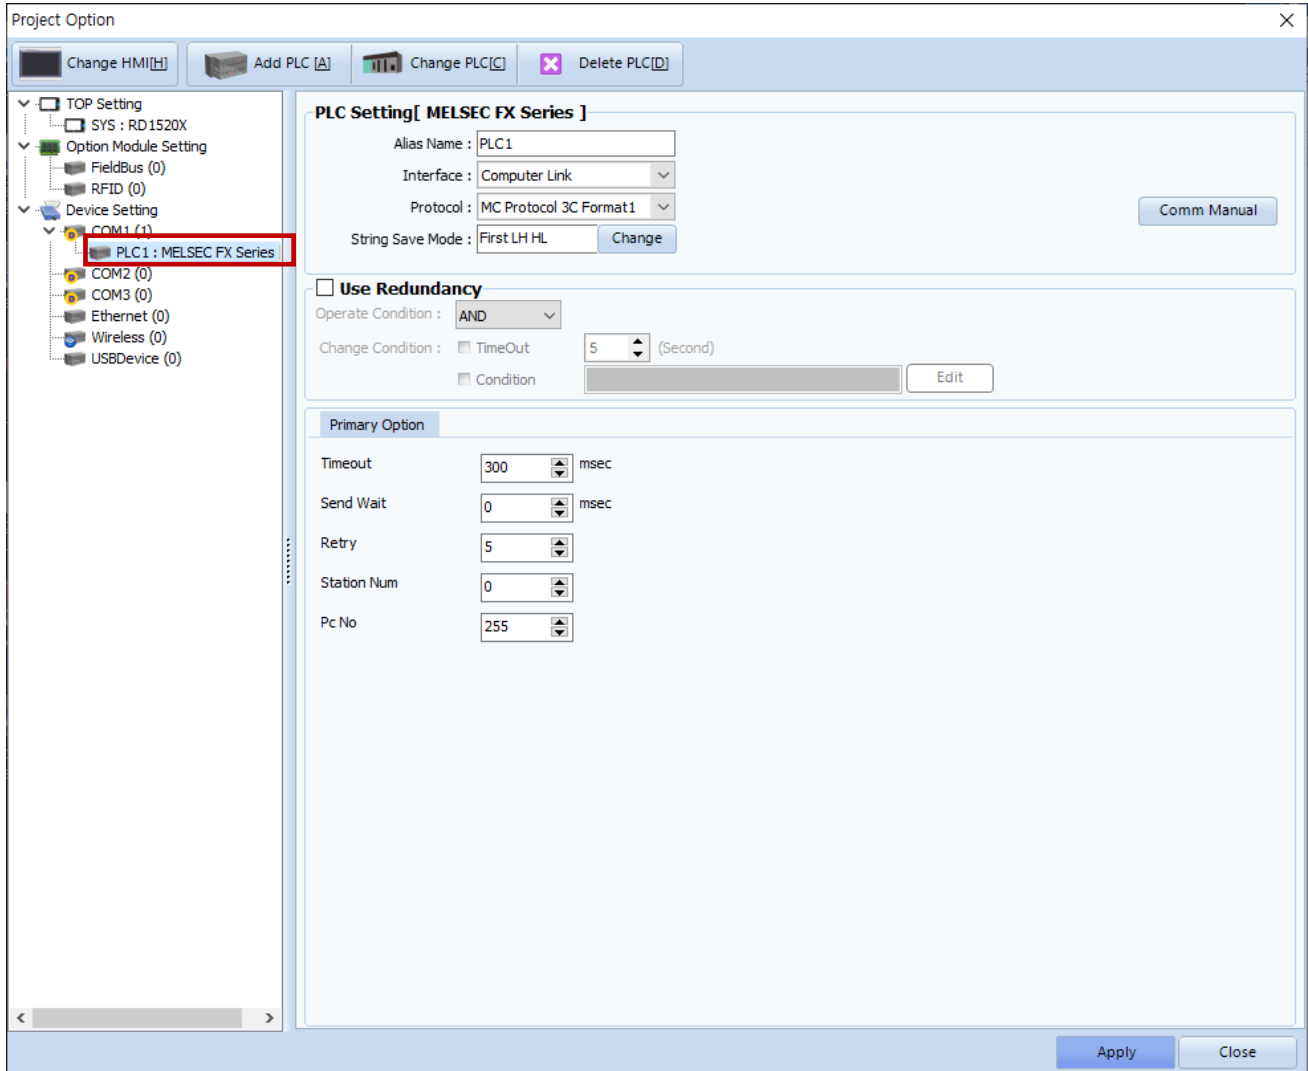 Project Option
Change HMI[H]
Add PLC [A]
Change PLC[C]
Delete PLC[D]
TOP Setting
SYS : RD1520X
Option Module Setting
FieldBus (0)
RFID (0)
Device Setting
COM1 (1)
PLC1 : MELSEC FX Series
COM2 (0)
COM3 (0)
Ethernet (0)
Wireless (0)
USBDevice (0)
PLC Setting[ MELSEC FX Series ]
Alias Name : PLC1
Interface : Computer Link
Protocol : MC Protocol 3C Format1
Comm Manual
String Save Mode : First LH HL Change
Use Redundancy
Operate Condition : AND
Change Condition : TimeOut 5 (Second)
Condition Edit
Primary Option
Timeout 300 msec
Send Wait 0 msec
Retry 5
Station Num 0
Pc No 255
Apply
Close